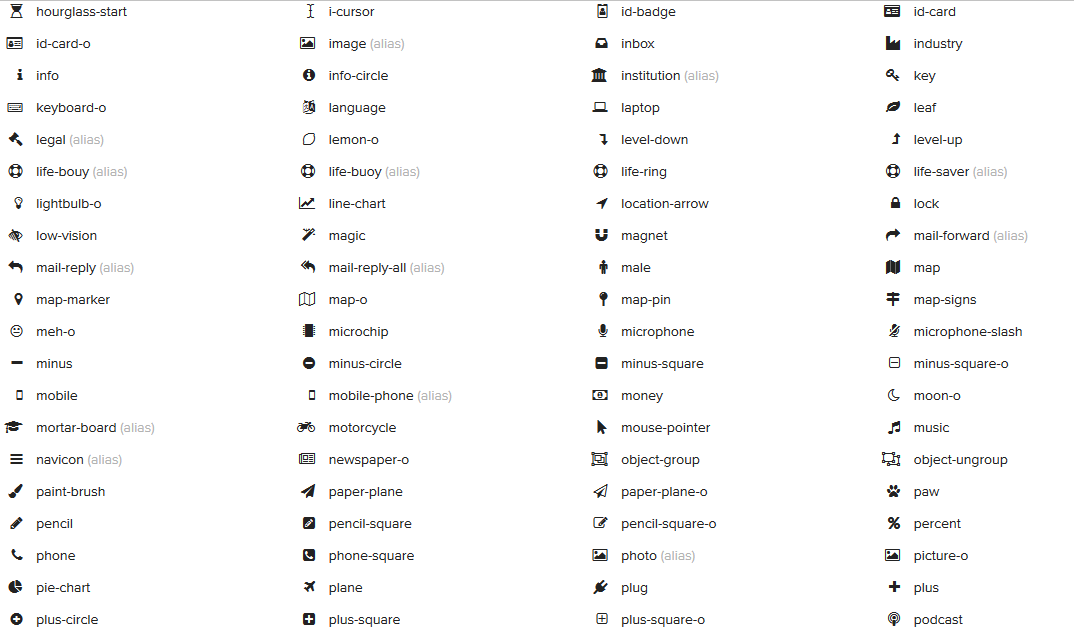 hourglass-start i-cursor id-badge id-card
id-card-o image (alias) inbox industry
info info-circle institution (alias) key
keyboard-o language laptop leaf
legal (alias) lemon-o level-down level-up
life-bouy (alias) life-buoy (alias) life-ring life-saver (alias)
lightbulb-o line-chart location-arrow lock
low-vision magic magnet mail-forward (alias)
mail-reply (alias) mail-reply-all (alias) male map
map-marker map-o map-pin map-signs
meh-o microchip microphone microphone-slash
minus minus-circle minus-square minus-square-o
mobile mobile-phone (alias) money moon-o
mortar-board (alias) motorcycle mouse-pointer music
navicon (alias) newspaper-o object-group object-ungroup
paint-brush paper-plane paper-plane-o paw
pencil pencil-square pencil-square-o percent
phone phone-square photo (alias) picture-o
pie-chart plane plug plus
plus-circle plus-square plus-square-o podcast